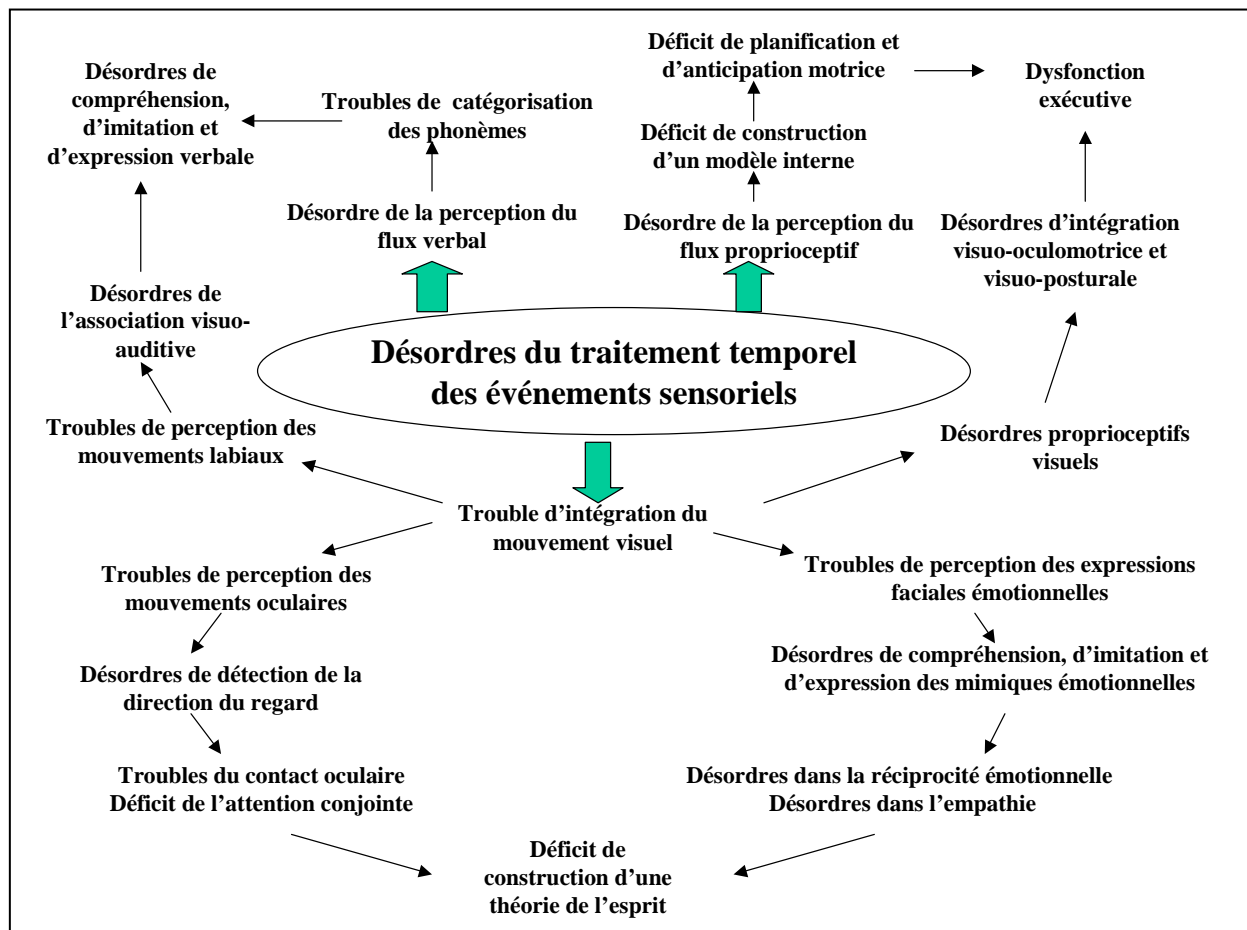 Déficit de planification et
d’anticipation motrice
Dysfonction
exécutive
Désordres de
compréhension,
d’imitation et
d’expression verbale
Troubles de catégorisation
des phonèmes
Déficit de construction
d’un modèle interne
Désordre de la perception du
flux verbal
Désordre de la perception du
flux proprioceptif
Désordres d’intégration
visuo-oculomotrice et
visuo-posturale
Désordres de
l’association visuo-
auditive
Désordres du traitement temporel
des événements sensoriels
Troubles de perception des
mouvements labiaux
Désordres proprioceptifs
visuels
Trouble d’intégration du
mouvement visuel
Troubles de perception des
mouvements oculaires
Troubles de perception des expressions
faciales émotionnelles
Désordres de détection de la
direction du regard
Désordres de compréhension, d’imitation et
d’expression des mimiques émotionnelles
Troubles du contact oculaire
Déficit de l’attention conjointe
Désordres dans la réciprocité émotionnelle
Désordres dans l’empathie
Déficit de
construction d’une
théorie de l’esprit